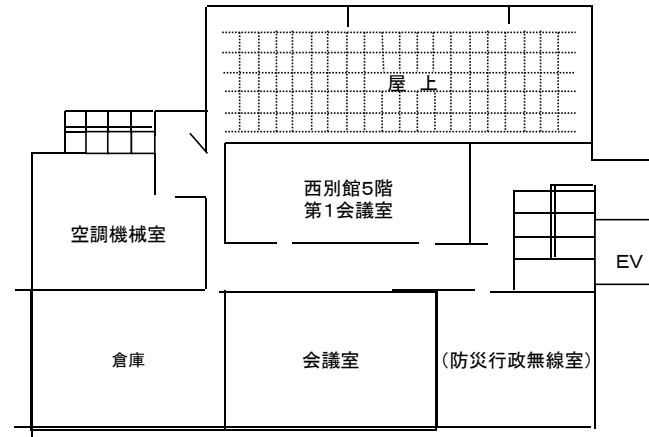 屋 上
西別館5階
第1会議室
空調機械室
EV
倉庫
会議室
(防災行政無線室)